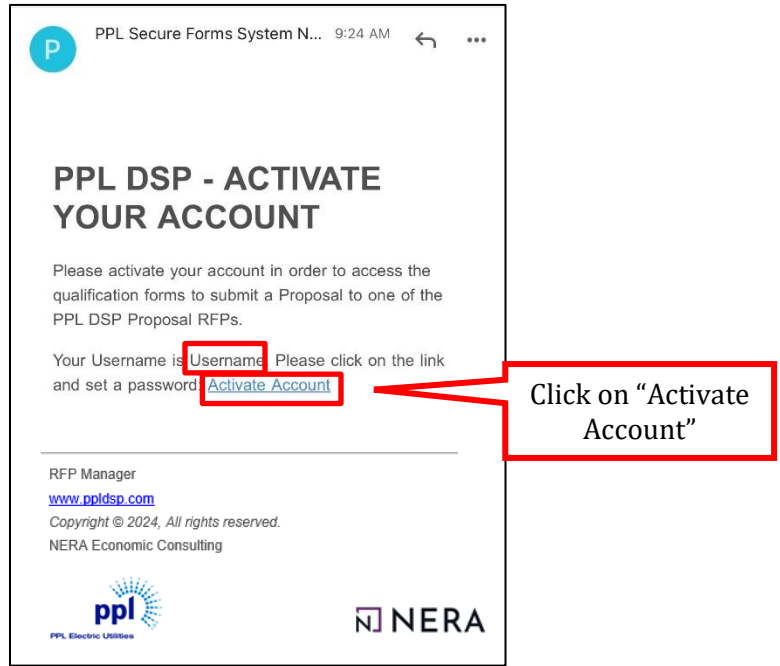 P
PPL Secure Forms System N... 9:24 AM
PPL DSP - ACTIVATE
YOUR ACCOUNT
Please activate your account in order to access the
qualification forms to submit a Proposal to one of the
PPL DSP Proposal RFPs.
Your Username is Username. Please click on the link
and set a password: Activate Account
Click on “Activate
Account”
RFP Manager
www.ppldsp.com
Copyright © 2024, All rights reserved.
NERA Economic Consulting
ppl
PPL Electric Utilities
N NERA